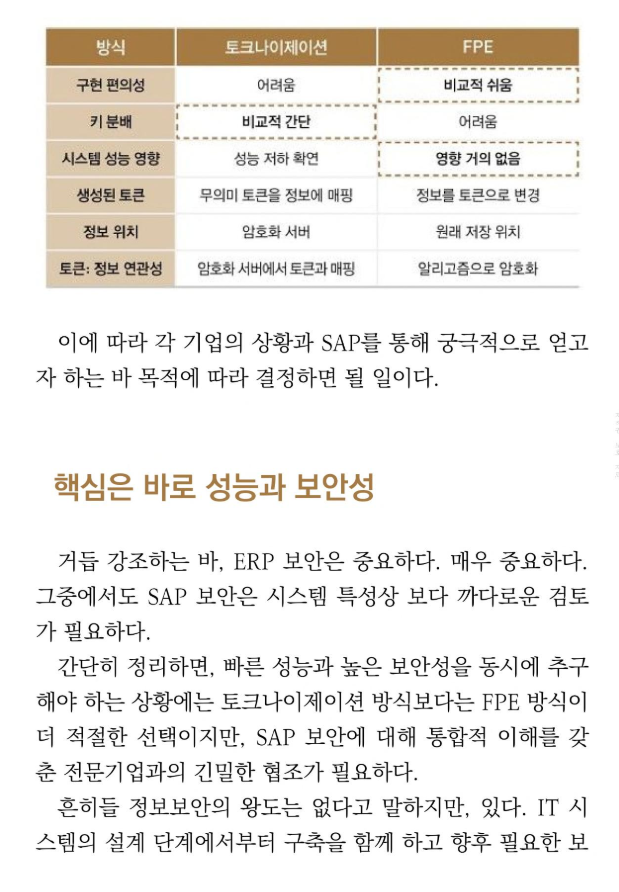 방식 토크나이제이션 FPE
구현 편의성 어려움 비교적 쉬움
키 분배 비교적 간단 어려움
시스템 성능 영향 성능 저하 확연 영향 거의 없음
생성된 토큰 무의미 토큰을 정보에 매핑 정보를 토큰으로 변경
정보 위치 암호화 서버 원래 저장 위치
토큰: 정보 연관성 암호화 서버에서 토큰과 매핑 알리고즘으로 암호화
이에 따라 각 기업의 상황과 SAP를 통해 궁극적으로 얻고
자 하는 바 목적에 따라 결정하면 될 일이다.
핵심은 바로 성능과 보안성
거듭 강조하는 바, ERP 보안은 중요하다. 매우 중요하다.
그중에서도 SAP 보안은 시스템 특성상 보다 까다로운 검토
가 필요하다.
간단히 정리하면, 빠른 성능과 높은 보안성을 동시에 추구
해야 하는 상황에는 토크나이제이션 방식보다는 FPE 방식이
더 적절한 선택이지만, SAP 보안에 대해 통합적 이해를 갖
춘 전문기업과의 긴밀한 협조가 필요하다.
흔히들 정보보안의 왕도는 없다고 말하지만, 있다. IT 시
스템의 설계 단계에서부터 구축을 함께 하고 향후 필요한 보